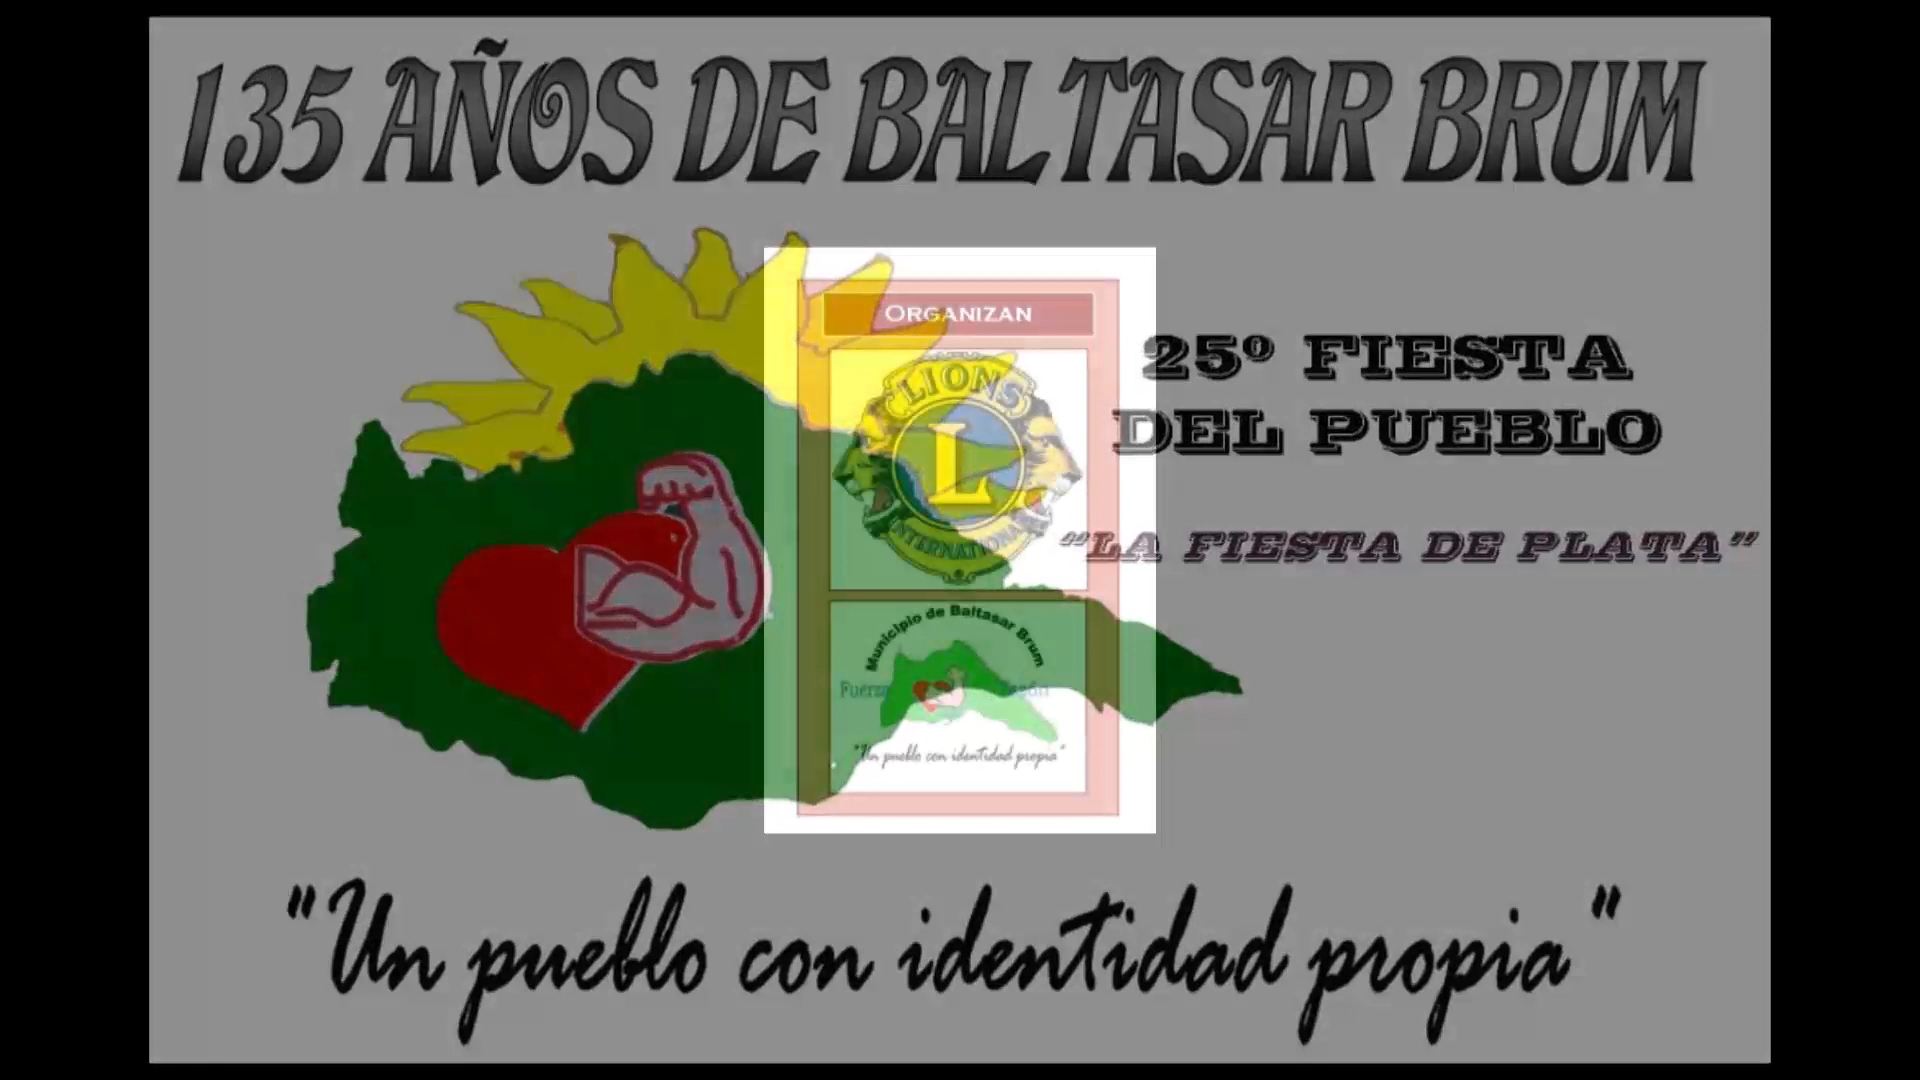 135 AÑOS DE BALTASAR BRUM
ORGANIZAN
25º FIESTA
DEL PUEBLO
LIONS
L
INTERNATIONAL
"LA FIESTA DE PLATA"
Municipio de Baltasar Brum
"Un pueblo con identidad propia"
"Un pueblo con identidad propia"